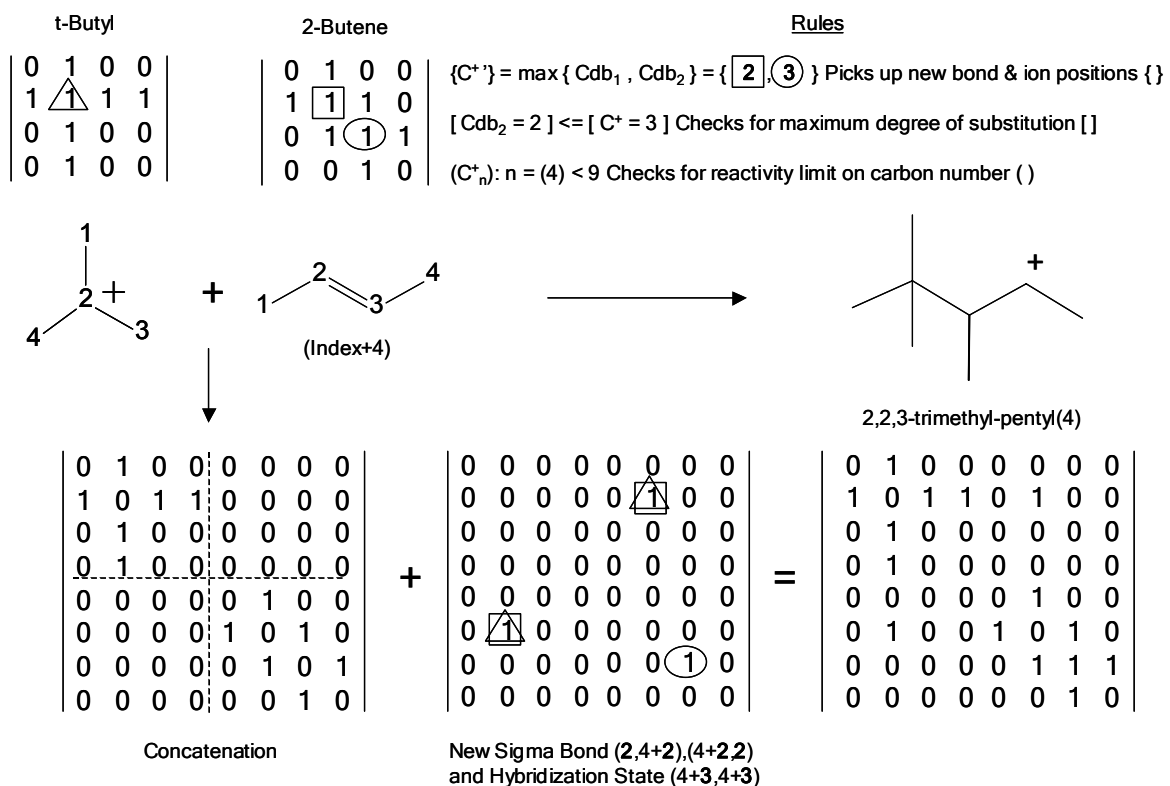 t-Butyl
2-Butene
Rules
0 1 0 0
1 1 1 1
0 1 0 0
0 1 0 0
0 1 0 0
1 1 1 0
0 1 1 1
0 0 1 0
{C+'} = max { Cdb1 , Cdb2 } = { 2 , 3 } Picks up new bond & ion positions { }
[ Cdb2 = 2 ] <= [ C+ = 3 ] Checks for maximum degree of substitution [ ]
(C+n): n = (4) < 9 Checks for reactivity limit on carbon number ( )
1
2 +
4
3
+
1
2
3
4
(Index+4)
+
2,2,3-trimethyl-pentyl(4)
0 1 0 0 0 0 0 0
1 0 1 1 0 0 0 0
0 1 0 0 0 0 0 0
0 1 0 0 0 0 0 0
0 0 0 0 0 1 0 0
0 0 0 0 1 0 1 0
0 0 0 0 0 1 0 1
0 0 0 0 0 0 1 0
+
0 0 0 0 0 0 0 0
0 0 0 0 0 1 0 0
0 0 0 0 0 0 0 0
0 0 0 0 0 0 0 0
0 0 0 0 0 0 0 0
0 1 0 0 0 0 0 0
0 0 0 0 0 0 1 0
0 0 0 0 0 0 0 0
=
0 1 0 0 0 0 0 0
1 0 1 1 0 1 0 0
0 1 0 0 0 0 0 0
0 1 0 0 0 0 0 0
0 0 0 0 0 1 0 0
0 1 0 0 1 0 1 0
0 0 0 0 0 1 1 1
0 0 0 0 0 0 1 0
Concatenation
New Sigma Bond (2,4+2),(4+2,2)
and Hybridization State (4+3,4+3)